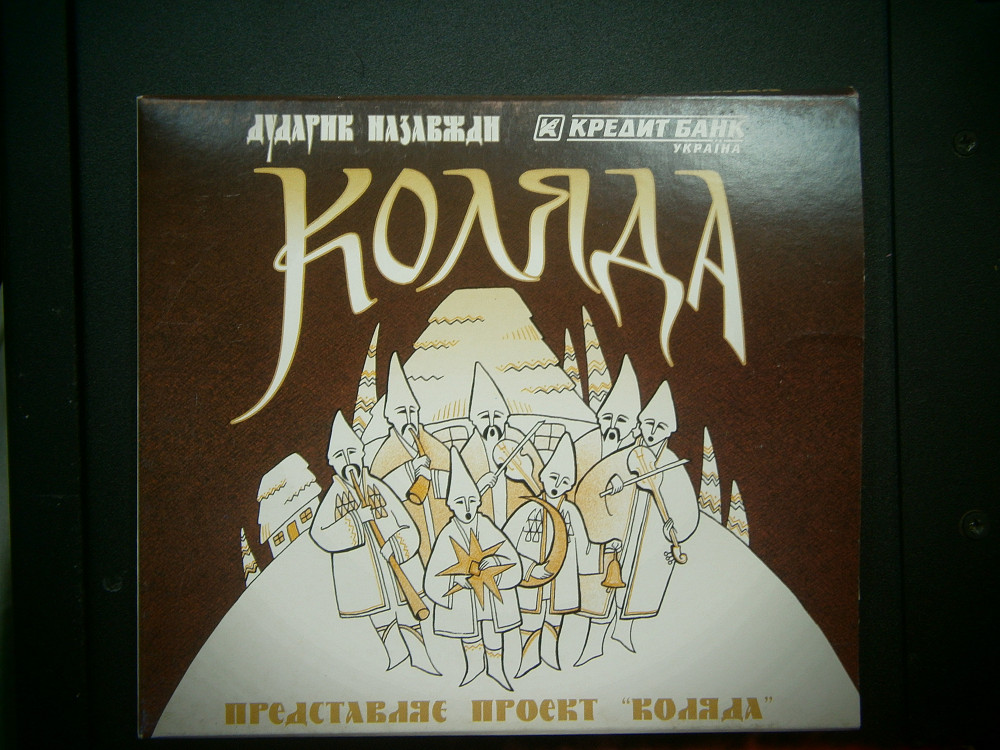 ДУДАРИК НАЗАВЖДИ
КРЕДИТ БАНК
УКРАЇНА
КОЛЯДА
ПРЕДСТАВЛЯЄ ПРОЕКТ "КОЛЯДА"